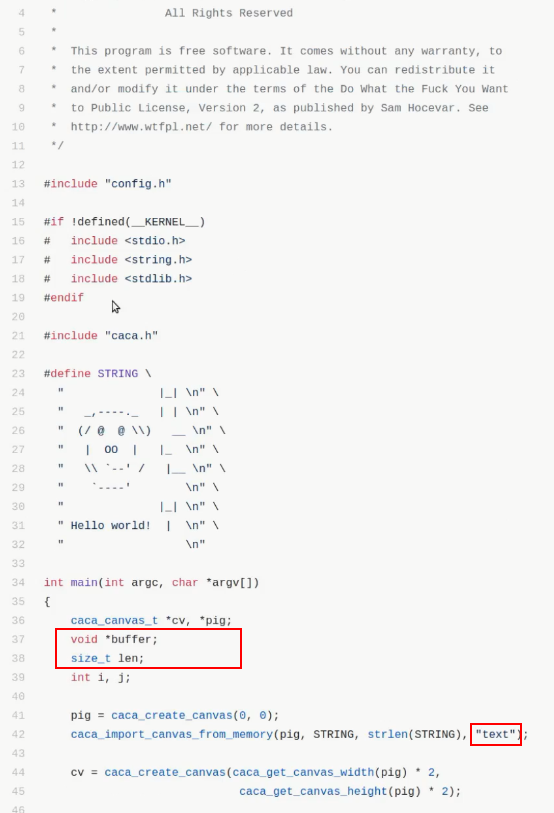 4  *                All Rights Reserved
5  *
6  *  This program is free software. It comes without any warranty, to
7  *  the extent permitted by applicable law. You can redistribute it
8  *  and/or modify it under the terms of the Do What the Fuck You Want
9  *  to Public License, Version 2, as published by Sam Hocevar. See
10  *  http://www.wtfpl.net/ for more details.
11  */
12
13 #include "config.h"
14
15 #if !defined(__KERNEL__)
16 #   include <stdio.h>
17 #   include <string.h>
18 #   include <stdlib.h>
19 #endif
20
21 #include "caca.h"
22
23 #define STRING \
24   "              |_| \n" \
25   "   _,----._   | | \n" \
26   "  (/ @  @ \\)   __ \n" \
27   "   |  OO  |   |_  \n" \
28   "   \\ `--' /   |__ \n" \
29   "    `----'        \n" \
30   "              |_| \n" \
31   " Hello world!  |  \n" \
32   "                  \n"
33
34 int main(int argc, char *argv[])
35 {
36     caca_canvas_t *cv, *pig;
37     void *buffer;
38     size_t len;
39     int i, j;
40
41     pig = caca_create_canvas(0, 0);
42     caca_import_canvas_from_memory(pig, STRING, strlen(STRING), "text");
43
44     cv = caca_create_canvas(caca_get_canvas_width(pig) * 2,
45                              caca_get_canvas_height(pig) * 2);
46